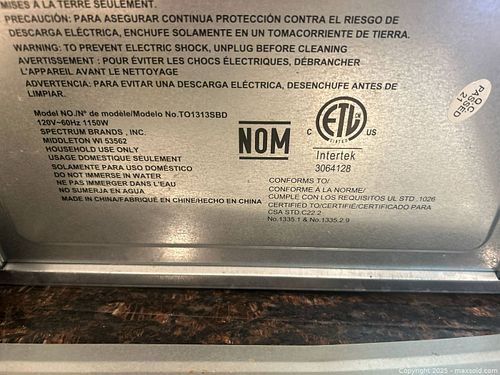 MISES À LA TERRE SEULEMENT.
PRECAUCIÓN: PARA ASEGURAR CONTINUA PROTECCIÓN CONTRA EL RIESGO DE
DESCARGA ELÉCTRICA, ENCHUFE SOLAMENTE EN UN TOMACORRIENTE DE TIERRA.
WARNING: TO PREVENT ELECTRIC SHOCK, UNPLUG BEFORE CLEANING
AVERTISSEMENT : POUR ÉVITER LES CHOCS ÉLECTRIQUES, DÉBRANCHER
L'APPAREIL AVANT LE NETTOYAGE
ADVERTENCIA: PARA EVITAR UNA DESCARGA ELÉCTRICA, DESENCHUFE ANTES DE
LIMPIAR.
Model NO./N° de modèle/Modelo No.TO1313SBD
120V~60Hz 1150W
SPECTRUM BRANDS , INC.
MIDDLETON WI 53562
HOUSEHOLD USE ONLY
USAGE DOMESTIQUE SEULEMENT
SOLAMENTE PARA USO DOMÉSTICO
DO NOT IMMERSE IN WATER
NE PAS IMMERGER DANS L'EAU
NO SUMERJA EN AGUA
MADE IN CHINA/FABRIQUÉ EN CHINE/HECHO EN CHINA
NOM
C ETL US
LISTED
Intertek
3064128
CONFORMS TO/
CONFORME À LA NORME/
CUMPLE CON LOS REQUISITOS UL STD .1026
CERTIFIED TO/CERTIFIÉ/CERTIFICADO PARA
CSA STD.C22.2
No.1335.1 & No.1335.2.9
QC
PASSED
21
Copyright 2025 - maxsold.com